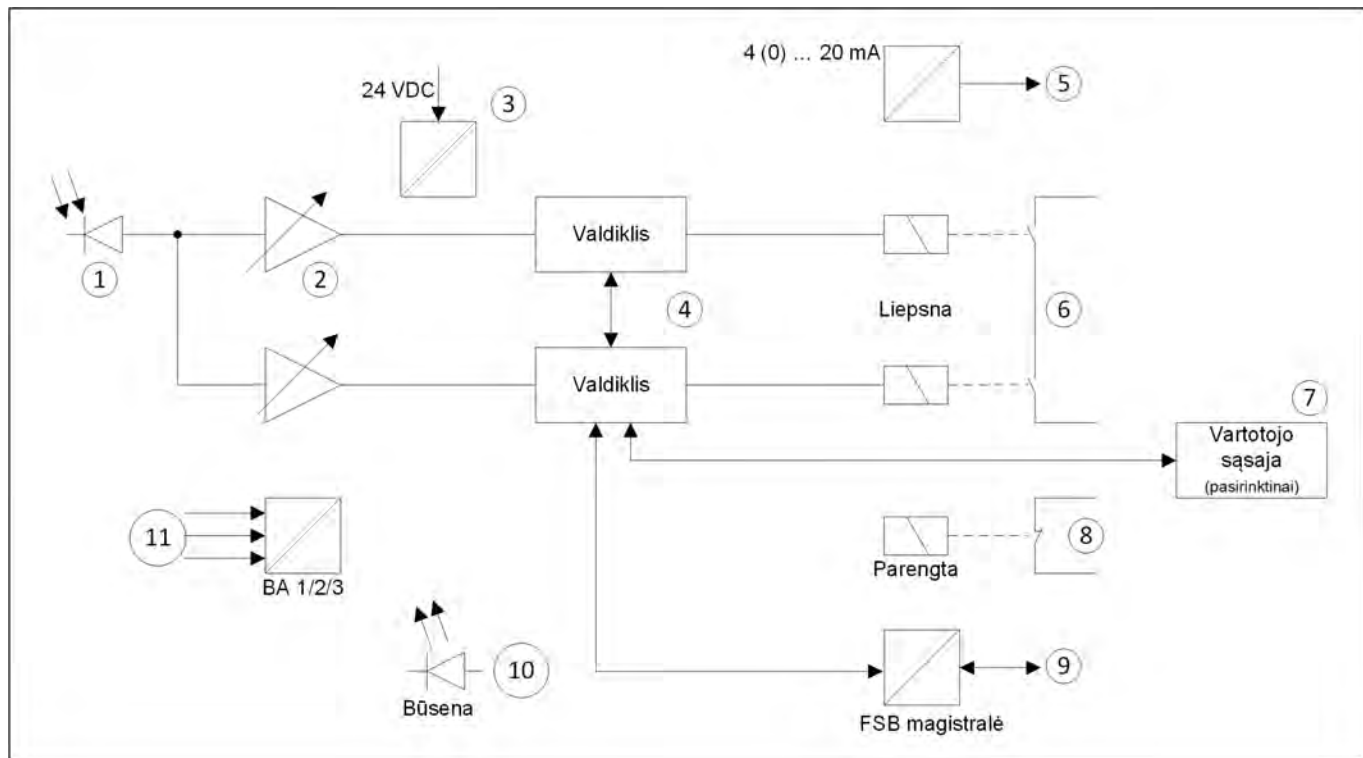 4 (0) ... 20 mA
5
24 VDC
3
Valdiklis
1
2
4
Liepsna
6
Valdiklis
7
Vartotojo
sąsaja
(pasirinktinai)
11
BA 1/2/3
8
Parengta
10
Būsena
9
FSB magistralė